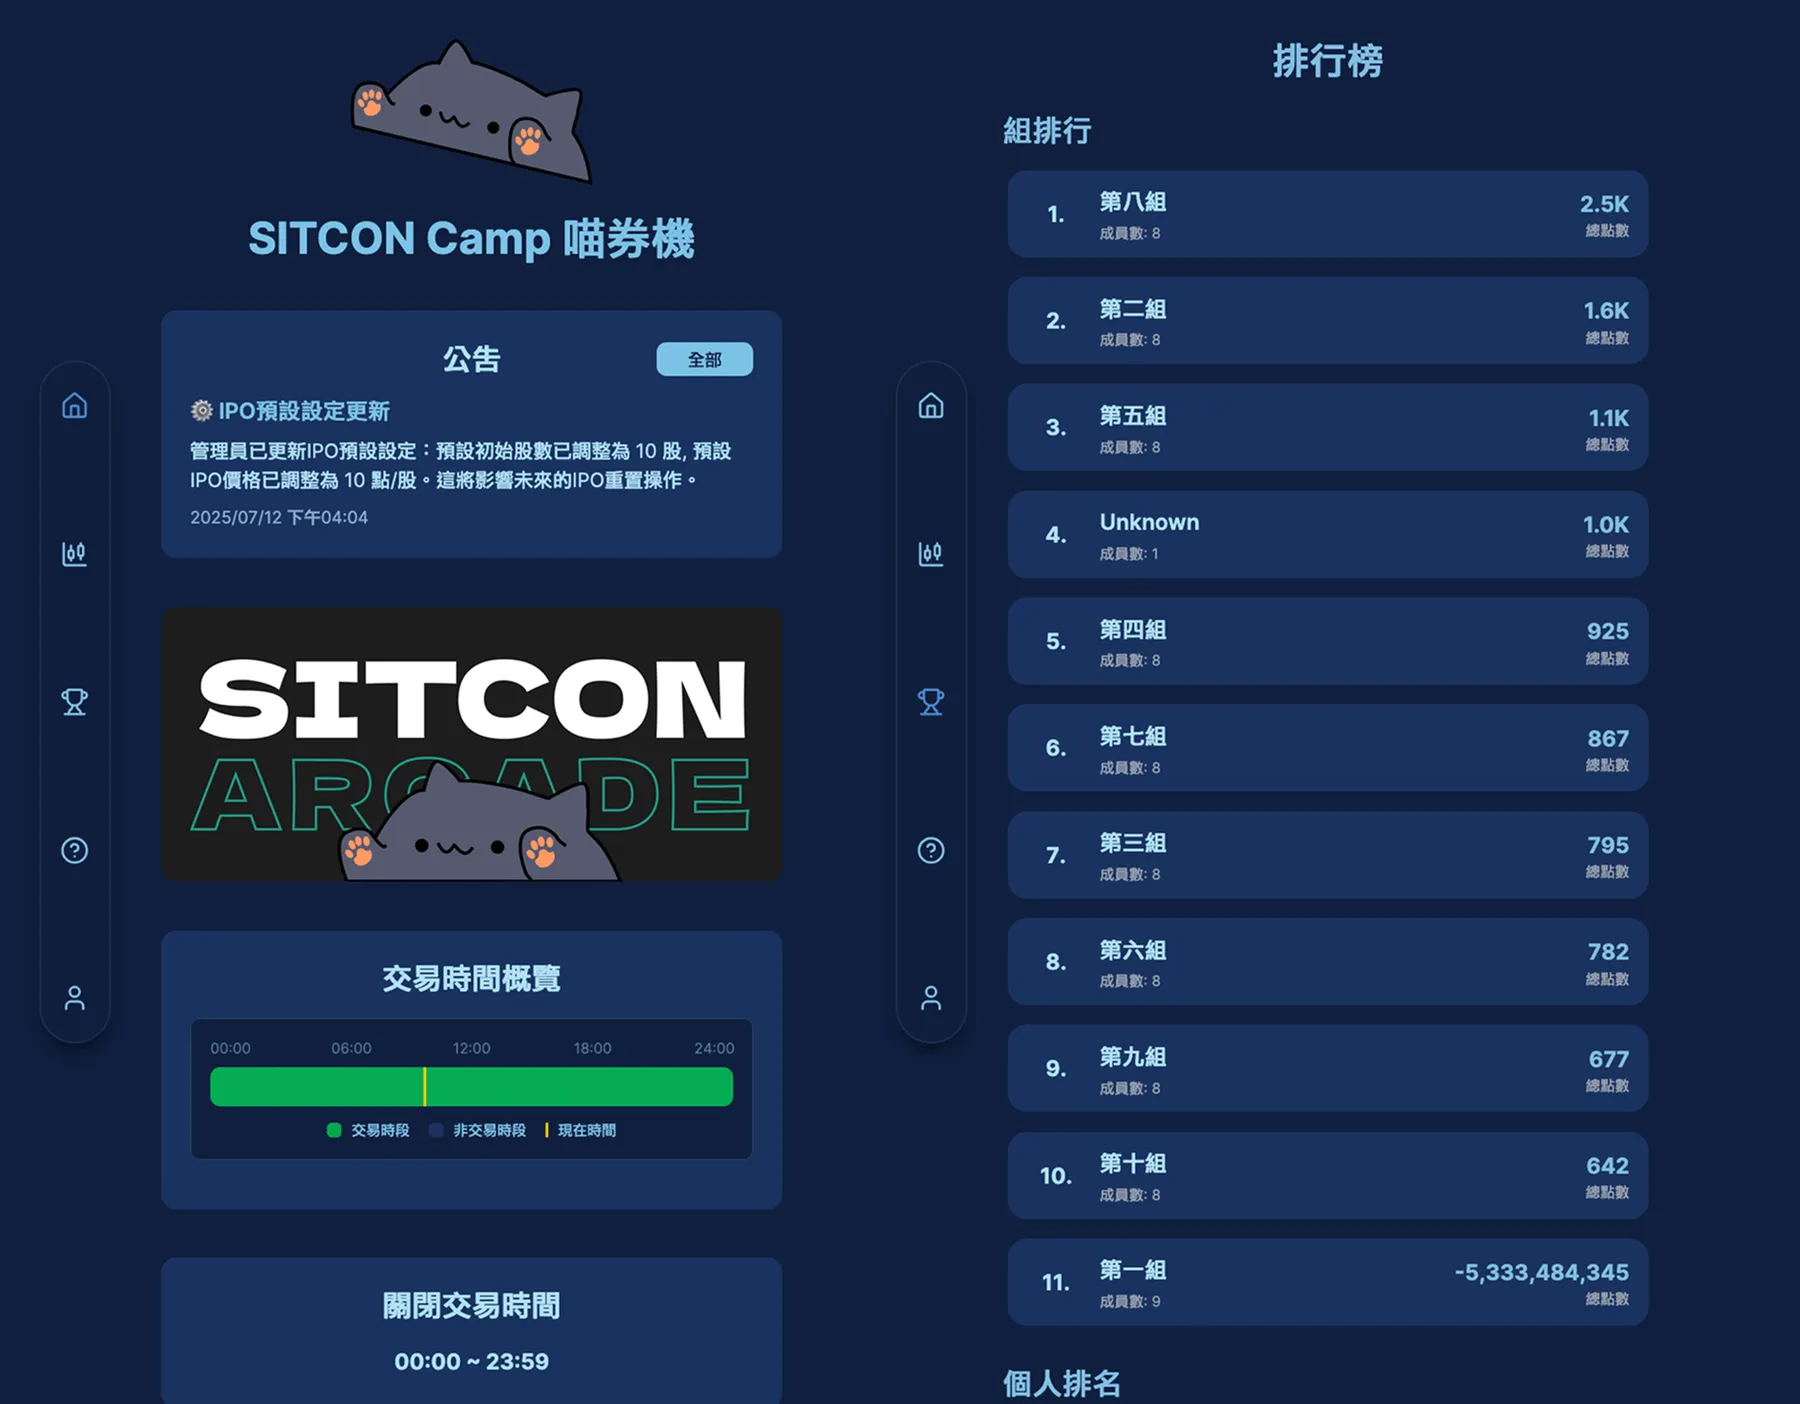 SITCON Camp 喵券機
公告
全部
IPO預設設定更新
管理員已更新IPO預設設定：預設初始股數已調整為 10 股, 預設
IPO價格已調整為 10 點/股。這將影響未來的IPO重置操作。
2025/07/12 下午04:04
SITCON
ARCADE
交易時間概覽
00:00 06:00 12:00 18:00 24:00
交易時段 非交易時段 現在時間
關閉交易時間
00:00 ~ 23:59
排行榜
組排行
1. 第八組 2.5K
成員數: 8 總點數
2. 第二組 1.6K
成員數: 8 總點數
3. 第五組 1.1K
成員數: 8 總點數
4. Unknown 1.0K
成員數: 1 總點數
5. 第四組 925
成員數: 8 總點數
6. 第七組 867
成員數: 8 總點數
7. 第三組 795
成員數: 8 總點數
8. 第六組 782
成員數: 8 總點數
9. 第九組 677
成員數: 8 總點數
10. 第十組 642
成員數: 8 總點數
11. 第一組 -5,333,484,345
成員數: 9 總點數
個人排名